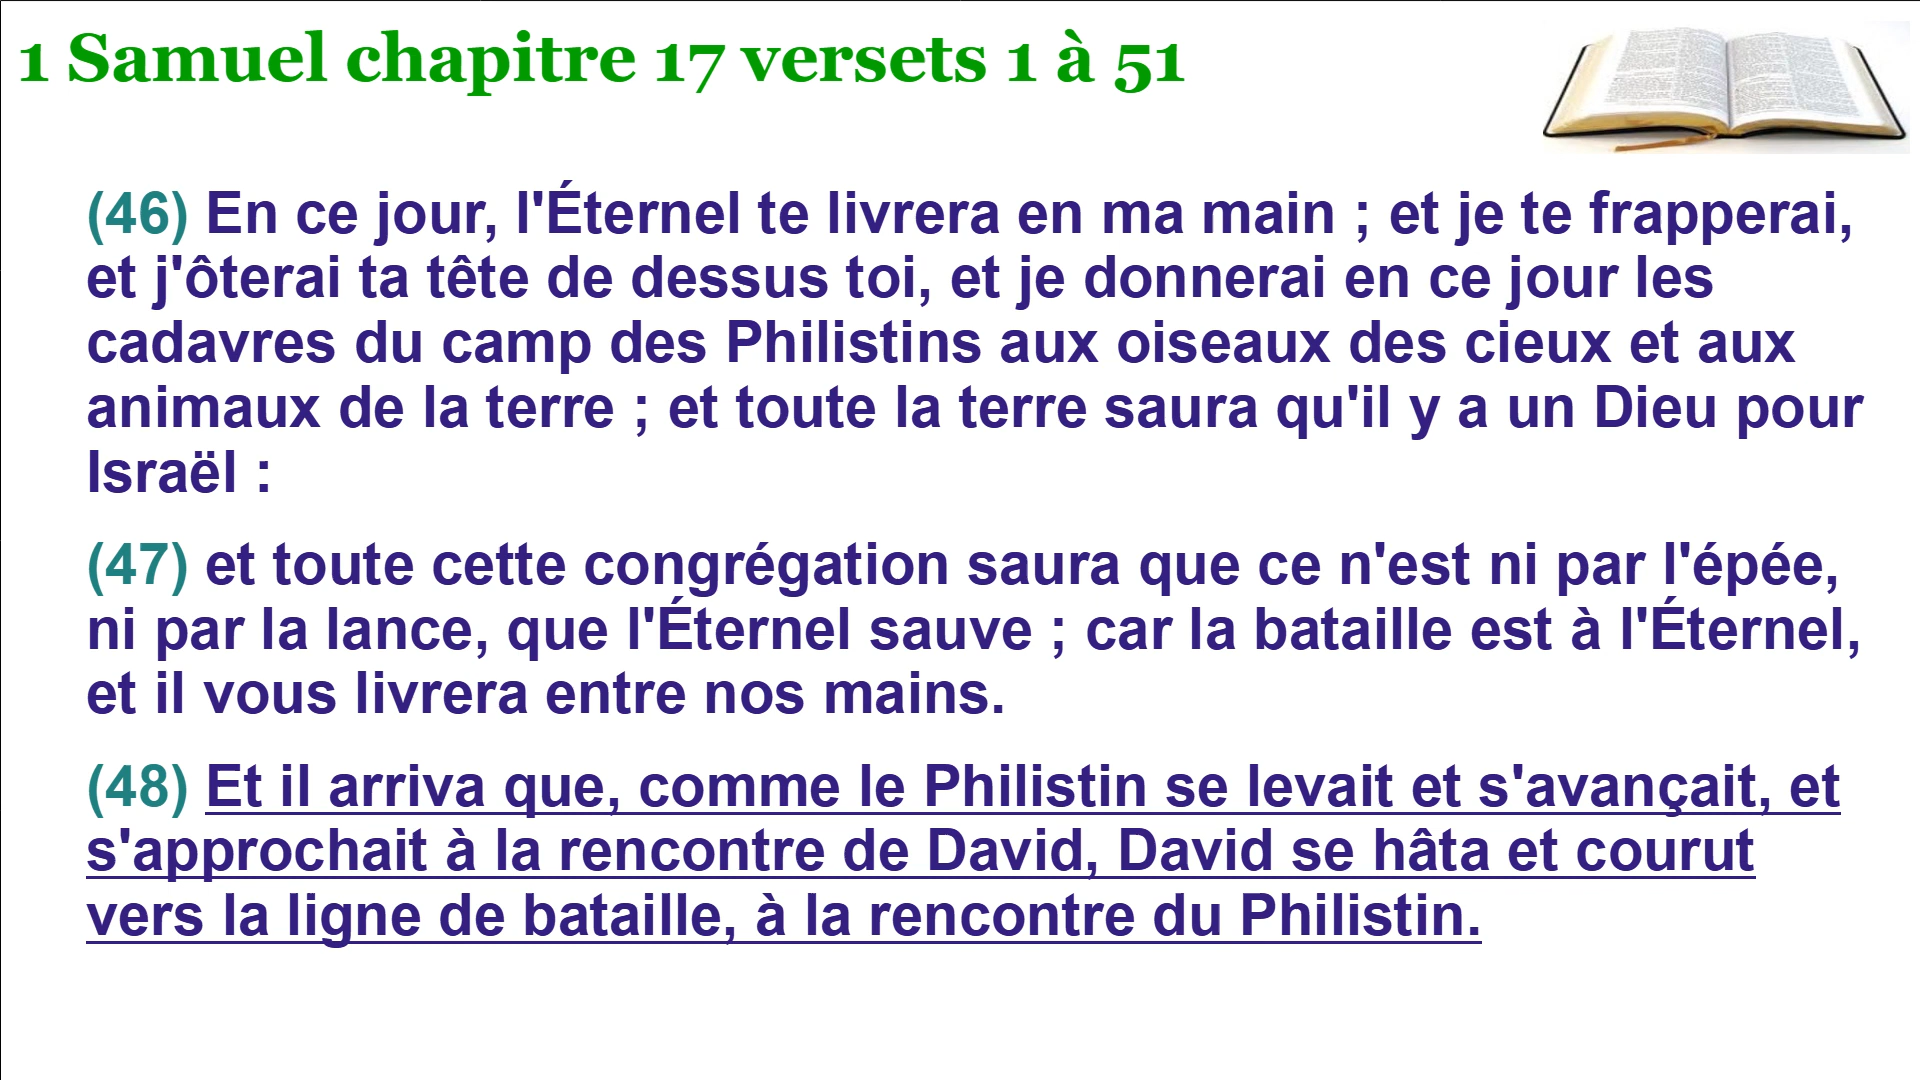 1 Samuel chapitre 17 versets 1 à 51
(46) En ce jour, l'Éternel te livrera en ma main ; et je te frapperai,
et j'ôterai ta tête de dessus toi, et je donnerai en ce jour les
cadavres du camp des Philistins aux oiseaux des cieux et aux
animaux de la terre ; et toute la terre saura qu'il y a un Dieu pour
Israël :
(47) et toute cette congrégation saura que ce n'est ni par l'épée,
ni par la lance, que l'Éternel sauve ; car la bataille est à l'Éternel,
et il vous livrera entre nos mains.
(48) Et il arriva que, comme le Philistin se levait et s'avançait, et
s'approchait à la rencontre de David, David se hâta et courut
vers la ligne de bataille, à la rencontre du Philistin.